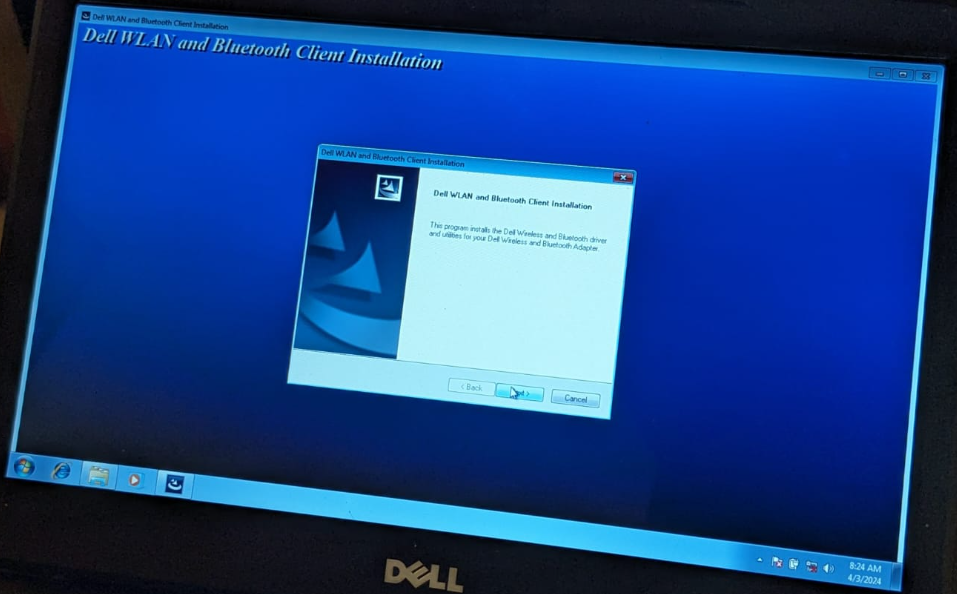 Dell WLAN and Bluetooth Client Installation
Dell WLAN and Bluetooth Client Installation
Dell WLAN and Bluetooth Client Installation
Dell WLAN and Bluetooth Client Installation
This program installs the Dell Wireless and Bluetooth driver
and utilities for your Dell Wireless and Bluetooth Adapter.
< Back
Cancel
8:24 AM
4/3/2024
DELL